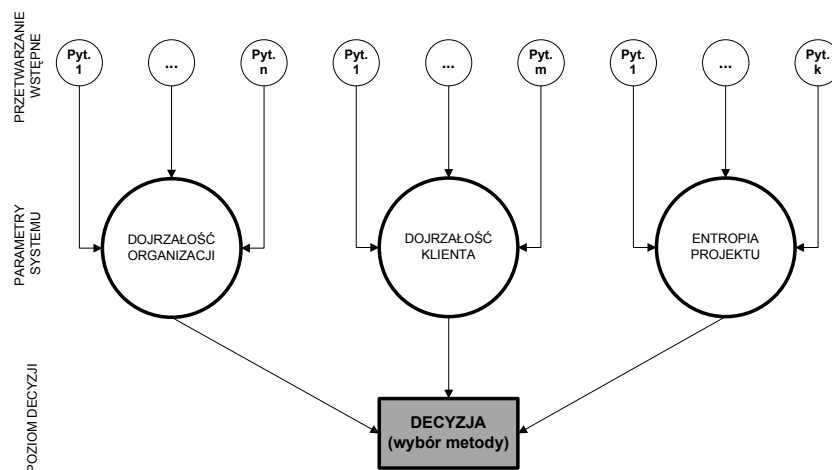 PRZETWARZANIE
WSTĘPNE
Pyt.
1
...
Pyt.
n
Pyt.
1
...
Pyt.
m
Pyt.
1
...
Pyt.
k
PARAMETRY
SYSTEMU
DOJRZAŁOŚĆ
ORGANIZACJI
DOJRZAŁOŚĆ
KLIENTA
ENTROPIA
PROJEKTU
POZIOM DECYZJI
DECYZJA
(wybór metody)